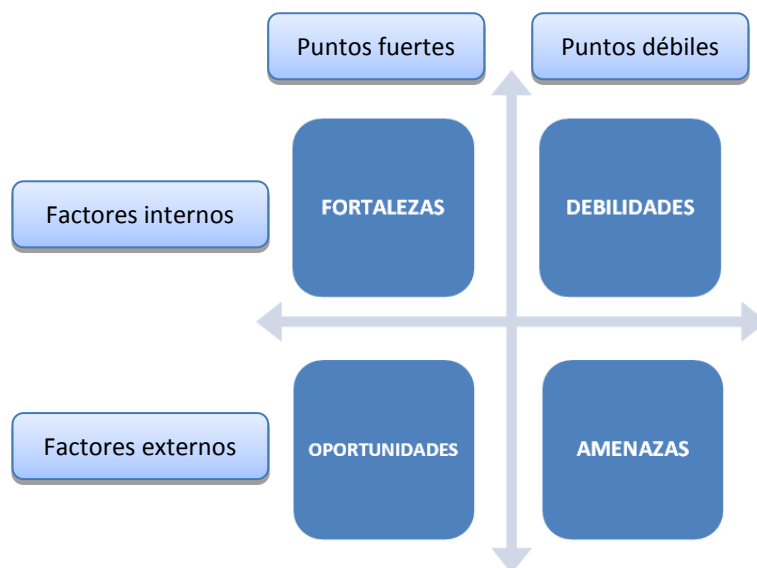 Puntos fuertes
Puntos débiles
Factores internos
FORTALEZAS
DEBILIDADES
Factores externos
OPORTUNIDADES
AMENAZAS